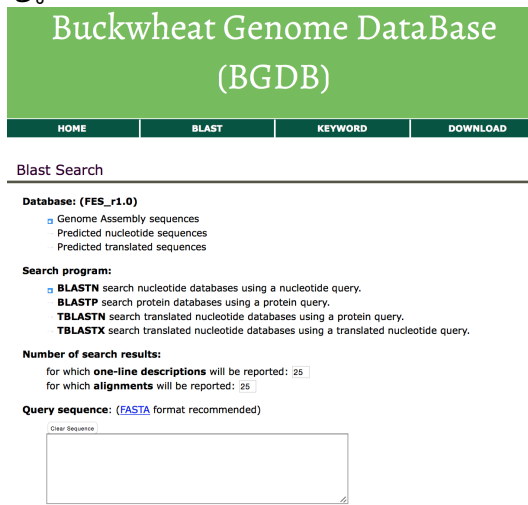 Buckwheat Genome DataBase
(BGDB)
HOME BLAST KEYWORD DOWNLOAD
Blast Search
Database: (FES_r1.0)
Genome Assembly sequences
Predicted nucleotide sequences
Predicted translated sequences
Search program:
BLASTN search nucleotide databases using a nucleotide query.
BLASTP search protein databases using a protein query.
TBLASTN search translated nucleotide databases using a protein query.
TBLASTX search translated nucleotide databases using a translated nucleotide query.
Number of search results:
for which one-line descriptions will be reported: 25
for which alignments will be reported: 25
Query sequence: (FASTA format recommended)
Clear Sequence